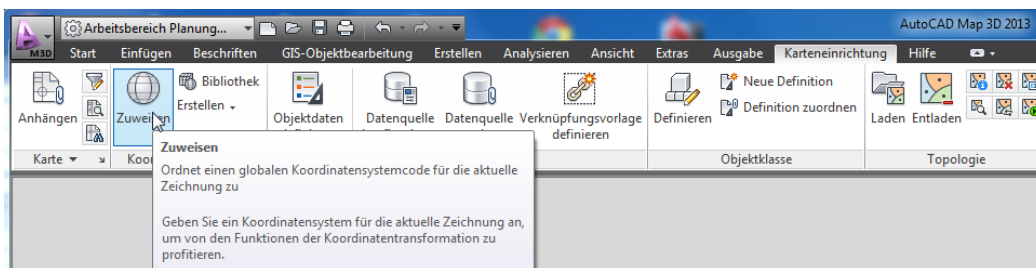 Arbeitsbereich Planung...
AutoCAD Map 3D 2013
M3D Start Einfügen Beschriften GIS-Objektbearbeitung Erstellen Analysieren Ansicht Extras Ausgabe Karteneinrichtung Hilfe
Bibliothek
Erstellen
Neue Definition
Definition zuordnen
Anhängen Zuweisen Objektdaten Datenquelle Datenquelle Verknüpfungsvorlage Definieren Laden Entladen
definieren
Karte
Objektklasse
Topologie
Zuweisen
Ordnet einen globalen Koordinatensystemcode für die aktuelle
Zeichnung zu
Geben Sie ein Koordinatensystem für die aktuelle Zeichnung an,
um von den Funktionen der Koordinatentransformation zu
profitieren.